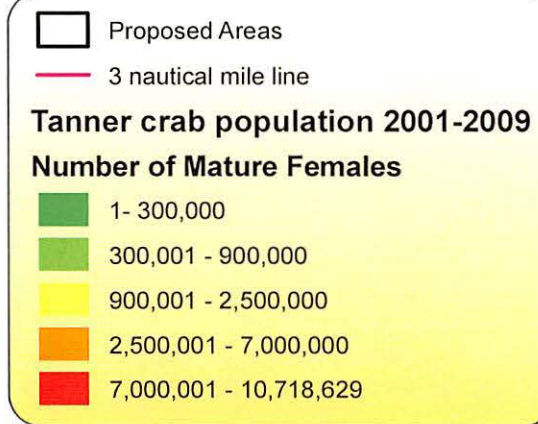 Proposed Areas
3 nautical mile line
Tanner crab population 2001-2009
Number of Mature Females
1- 300,000
300,001 - 900,000
900,001 - 2,500,000
2,500,001 - 7,000,000
7,000,001 - 10,718,629